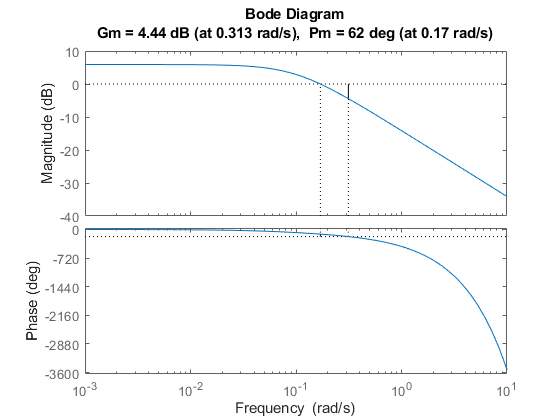 Bode Diagram
Gm = 4.44 dB (at 0.313 rad/s),  Pm = 62 deg (at 0.17 rad/s)
Magnitude (dB)
10
0
-10
-20
-30
-40
Phase (deg)
0
-720
-1440
-2160
-2880
-3600
10^-3 10^-2 10^-1 10^0 10^1
Frequency (rad/s)